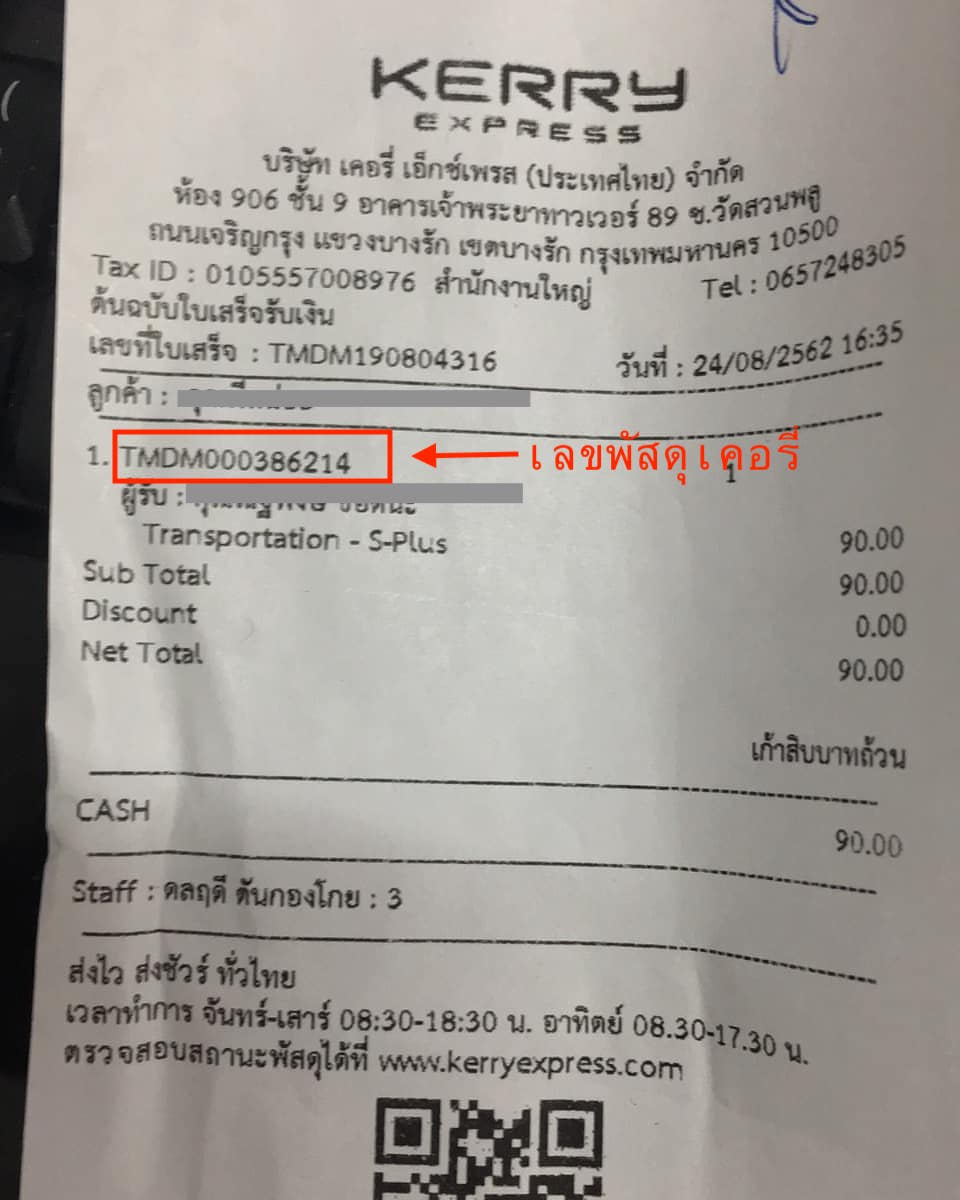 KERRY
EXPRESS
บริษัท เคอรี่ เอ็กซ์เพรส (ประเทศไทย) จำกัด
ห้อง 906 ชั้น 9 อาคารเจ้าพระยาทาวเวอร์ 89 ซ.วัดสวนพลู
ถนนเจริญกรุง แขวงบางรัก เขตบางรัก กรุงเทพมหานคร 10500
Tax ID : 0105557008976 สำนักงานใหญ่ Tel : 0657248305
ต้นฉบับใบเสร็จรับเงิน
เลขที่ใบเสร็จ : TMDM190804316 วันที่ : 24/08/2562 16:35
ลูกค้า :
1. TMDM000386214 เลขพัสดุเคอรี่ 1
ผู้รับ :
Transportation - S-Plus 90.00
Sub Total 90.00
Discount 0.00
Net Total 90.00
เก้าสิบบาทถ้วน
CASH 90.00
Staff : ดลฤดี ดันกองโกย : 3
ส่งไว ส่งชัวร์ ทั่วไทย
เวลาทำการ จันทร์-เสาร์ 08:30-18:30 น. อาทิตย์ 08.30-17.30 น.
ตรวจสอบสถานะพัสดุได้ที่ www.kerryexpress.com